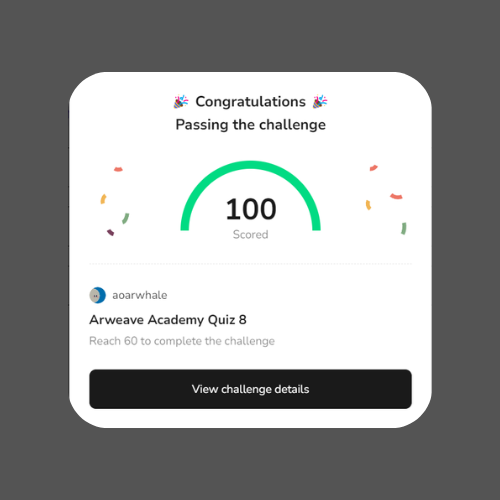 🎉 Congratulations 🎉
Passing the challenge
100
Scored
aoarwhale
Arweave Academy Quiz 8
Reach 60 to complete the challenge
View challenge details